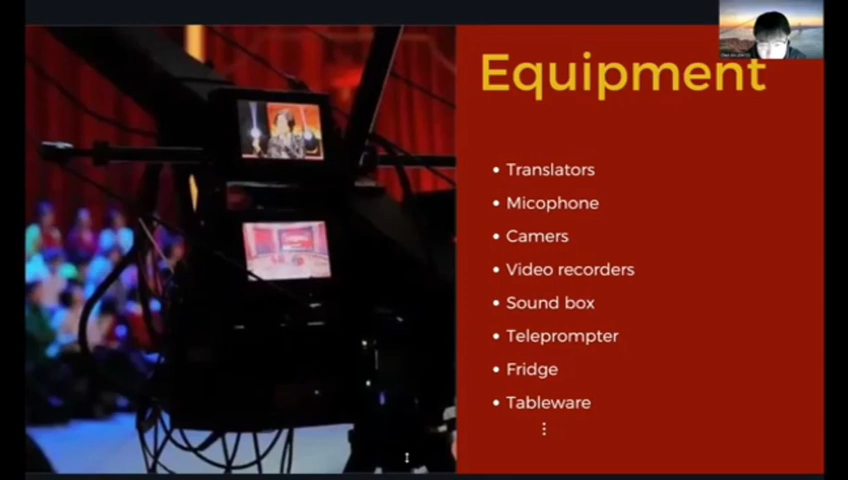 Equipment
• Translators
• Micophone
• Camers
• Video recorders
• Sound box
• Teleprompter
• Fridge
• Tableware
⋮